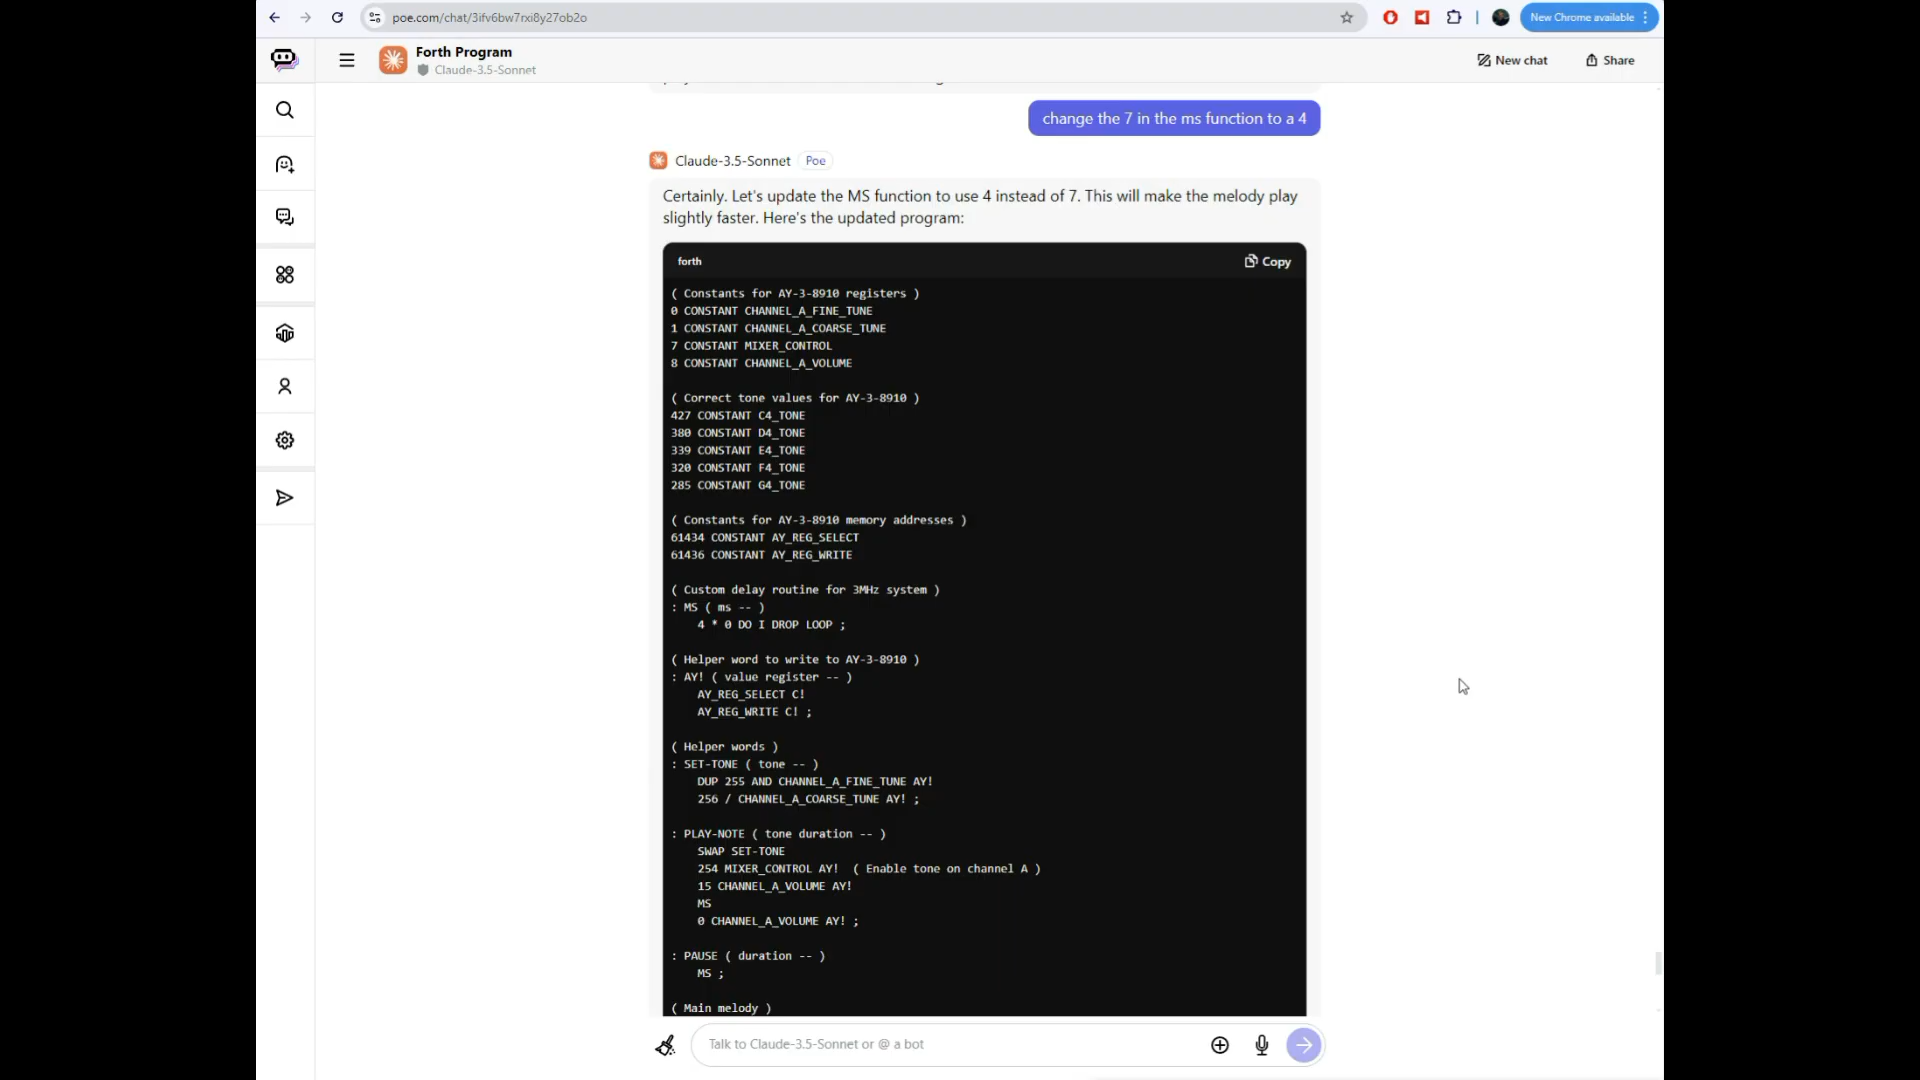 poe.com/chat/3ifv6bw7rxi8y27ob2o
New Chrome available
Forth Program
Claude-3.5-Sonnet
New chat
Share
change the 7 in the ms function to a 4
Claude-3.5-Sonnet Poe
Certainly. Let's update the MS function to use 4 instead of 7. This will make the melody play
slightly faster. Here's the updated program:
forth
Copy
( Constants for AY-3-8910 registers )
0 CONSTANT CHANNEL_A_FINE_TUNE
1 CONSTANT CHANNEL_A_COARSE_TUNE
7 CONSTANT MIXER_CONTROL
8 CONSTANT CHANNEL_A_VOLUME
( Correct tone values for AY-3-8910 )
427 CONSTANT C4_TONE
380 CONSTANT D4_TONE
339 CONSTANT E4_TONE
320 CONSTANT F4_TONE
285 CONSTANT G4_TONE
( Constants for AY-3-8910 memory addresses )
61434 CONSTANT AY_REG_SELECT
61436 CONSTANT AY_REG_WRITE
( Custom delay routine for 3MHz system )
: MS ( ms -- )
4 * 0 DO I DROP LOOP ;
( Helper word to write to AY-3-8910 )
: AY! ( value register -- )
AY_REG_SELECT C!
AY_REG_WRITE C! ;
( Helper words )
: SET-TONE ( tone -- )
DUP 255 AND CHANNEL_A_FINE_TUNE AY!
256 / CHANNEL_A_COARSE_TUNE AY! ;
: PLAY-NOTE ( tone duration -- )
SWAP SET-TONE
254 MIXER_CONTROL AY! ( Enable tone on channel A )
15 CHANNEL_A_VOLUME AY!
MS
0 CHANNEL_A_VOLUME AY! ;
: PAUSE ( duration -- )
MS ;
( Main melody )
Talk to Claude-3.5-Sonnet or @ a bot